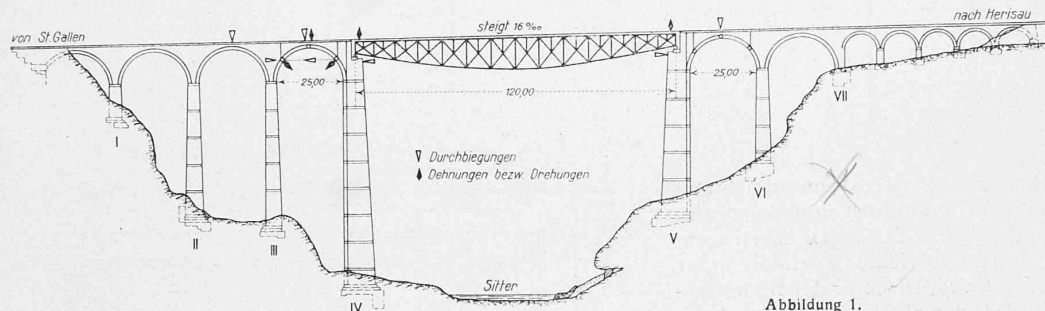 von St. Gallen
steigt 16 ‰
nach Herisau
25,00
120,00
25,00
Durchbiegungen
Dehnungen bezw. Drehungen
I
II
III
IV
V
VI
VII
Sitter
Abbildung 1.